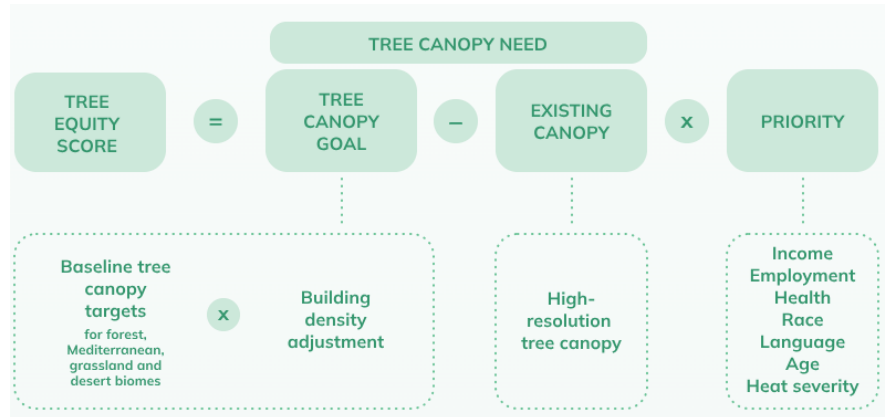 TREE CANOPY NEED
TREE
EQUITY
SCORE
=
TREE
CANOPY
GOAL
–
EXISTING
CANOPY
x
PRIORITY
Baseline tree
canopy
targets
for forest,
Mediterranean,
grassland and
desert biomes
x
Building
density
adjustment
High-
resolution
tree canopy
Income
Employment
Health
Race
Language
Age
Heat severity